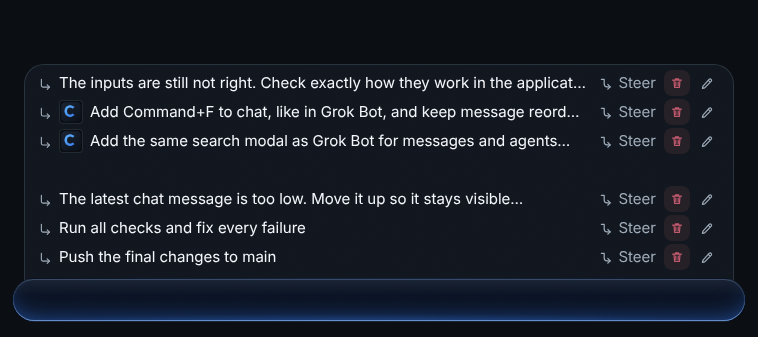 The inputs are still not right. Check exactly how they work in the applicat... Steer
C Add Command+F to chat, like in Grok Bot, and keep message reord... Steer
C Add the same search modal as Grok Bot for messages and agents... Steer
The latest chat message is too low. Move it up so it stays visible... Steer
Run all checks and fix every failure Steer
Push the final changes to main Steer